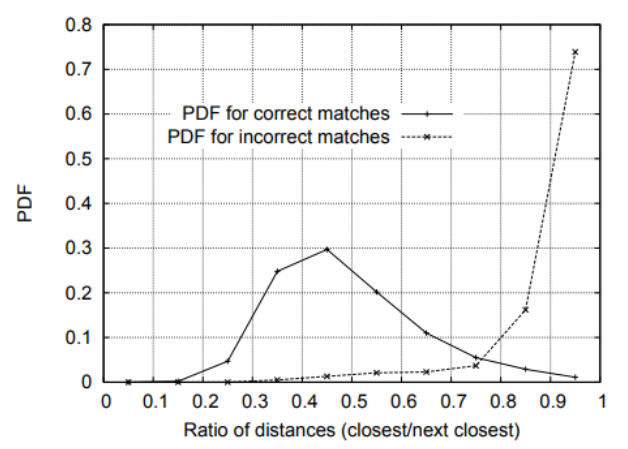 0.8
0.7
0.6
PDF for correct matches
PDF for incorrect matches
0.5
0.4
PDF
0.3
0.2
0.1
0
0 0.1 0.2 0.3 0.4 0.5 0.6 0.7 0.8 0.9 1
Ratio of distances (closest/next closest)